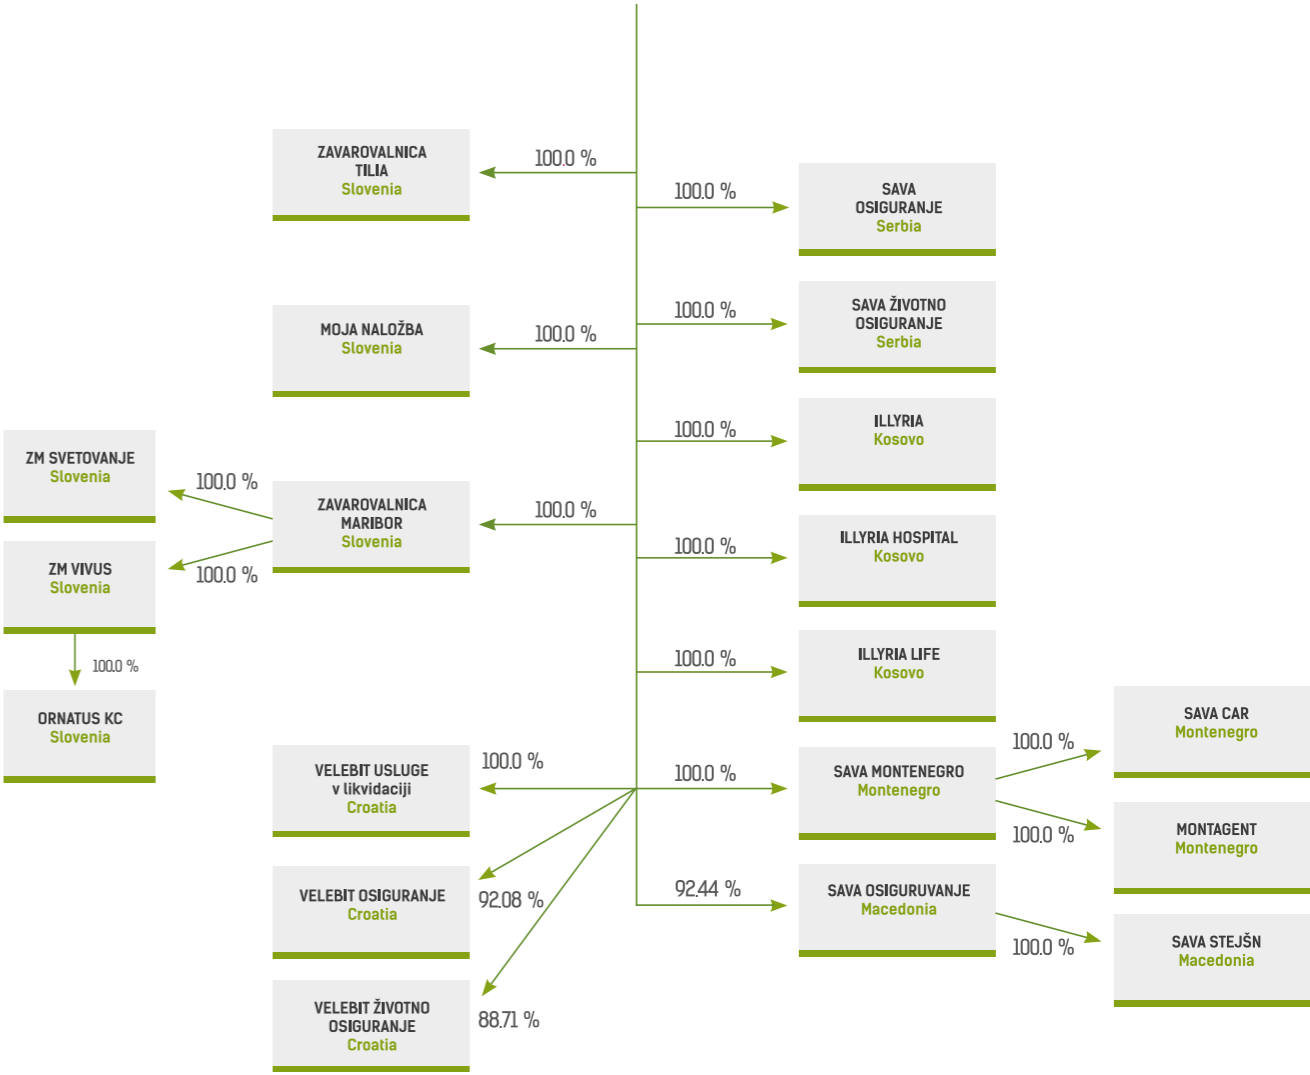 ZAVAROVALNICA
TILIA
Slovenia
100.0 %
100.0 %
SAVA
OSIGURANJE
Serbia
MOJA NALOŽBA
Slovenia
100.0 %
100.0 %
SAVA ŽIVOTNO
OSIGURANJE
Serbia
100.0 %
ILLYRIA
Kosovo
ZM SVETOVANJE
Slovenia
100.0 %
ZAVAROVALNICA
MARIBOR
Slovenia
100.0 %
ZM VIVUS
Slovenia
100.0 %
100.0 %
ILLYRIA HOSPITAL
Kosovo
100.0 %
ORNATUS KC
Slovenia
100.0 %
ILLYRIA LIFE
Kosovo
VELEBIT USLUGE
v likvidaciji
Croatia
100.0 %
100.0 %
SAVA MONTENEGRO
Montenegro
100.0 %
SAVA CAR
Montenegro
100.0 %
MONTAGENT
Montenegro
VELEBIT OSIGURANJE
Croatia
92.08 %
92.44 %
SAVA OSIGURUVANJE
Macedonia
100.0 %
SAVA STEJŠN
Macedonia
VELEBIT ŽIVOTNO
OSIGURANJE
Croatia
88.71 %